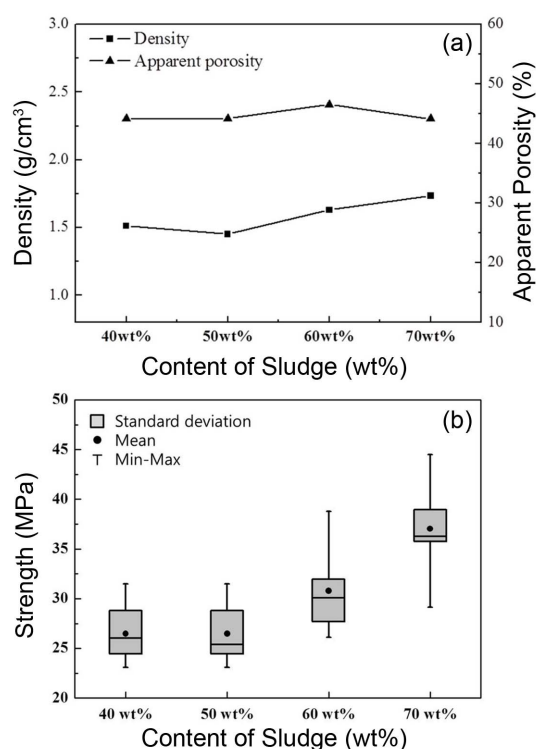 (a)
Density
Apparent porosity
3.0
2.5
2.0
1.5
1.0
Density (g/cm³)
60
50
40
30
20
10
Apparent Porosity (%)
40wt% 50wt% 60wt% 70wt%
Content of Sludge (wt%)
(b)
Standard deviation
Mean
Min-Max
50
45
40
35
30
25
20
Strength (MPa)
40 wt% 50 wt% 60 wt% 70 wt%
Content of Sludge (wt%)